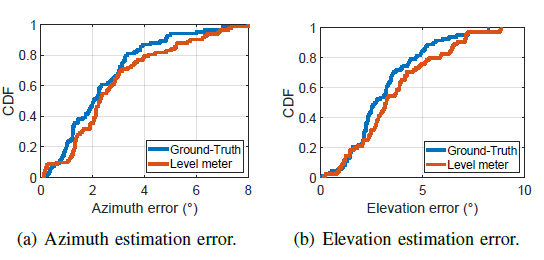 1
0.8
0.6
0.4
0.2
0
CDF
0 2 4 6 8
Azimuth error (°)
Ground-Truth
Level meter
(a) Azimuth estimation error.
1
0.8
0.6
0.4
0.2
0
CDF
0 5 10
Elevation error (°)
Ground-Truth
Level meter
(b) Elevation estimation error.